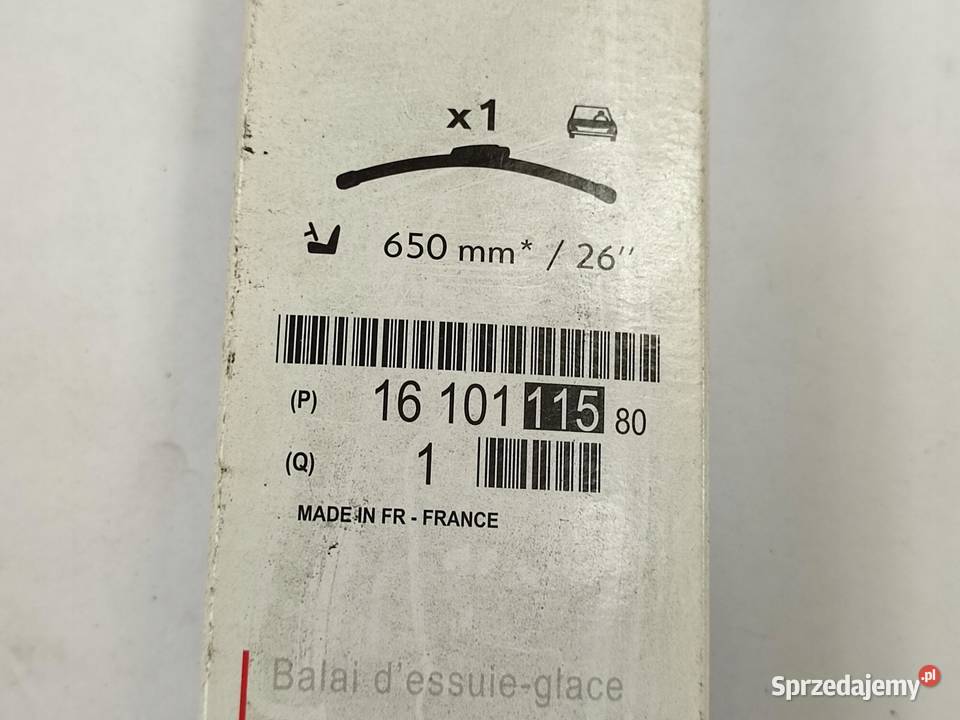 x1
650 mm* / 26''
(P) 16 101 115 80
(Q) 1
MADE IN FR - FRANCE
Balai d'essuie-glace
Sprzedajemy.pl